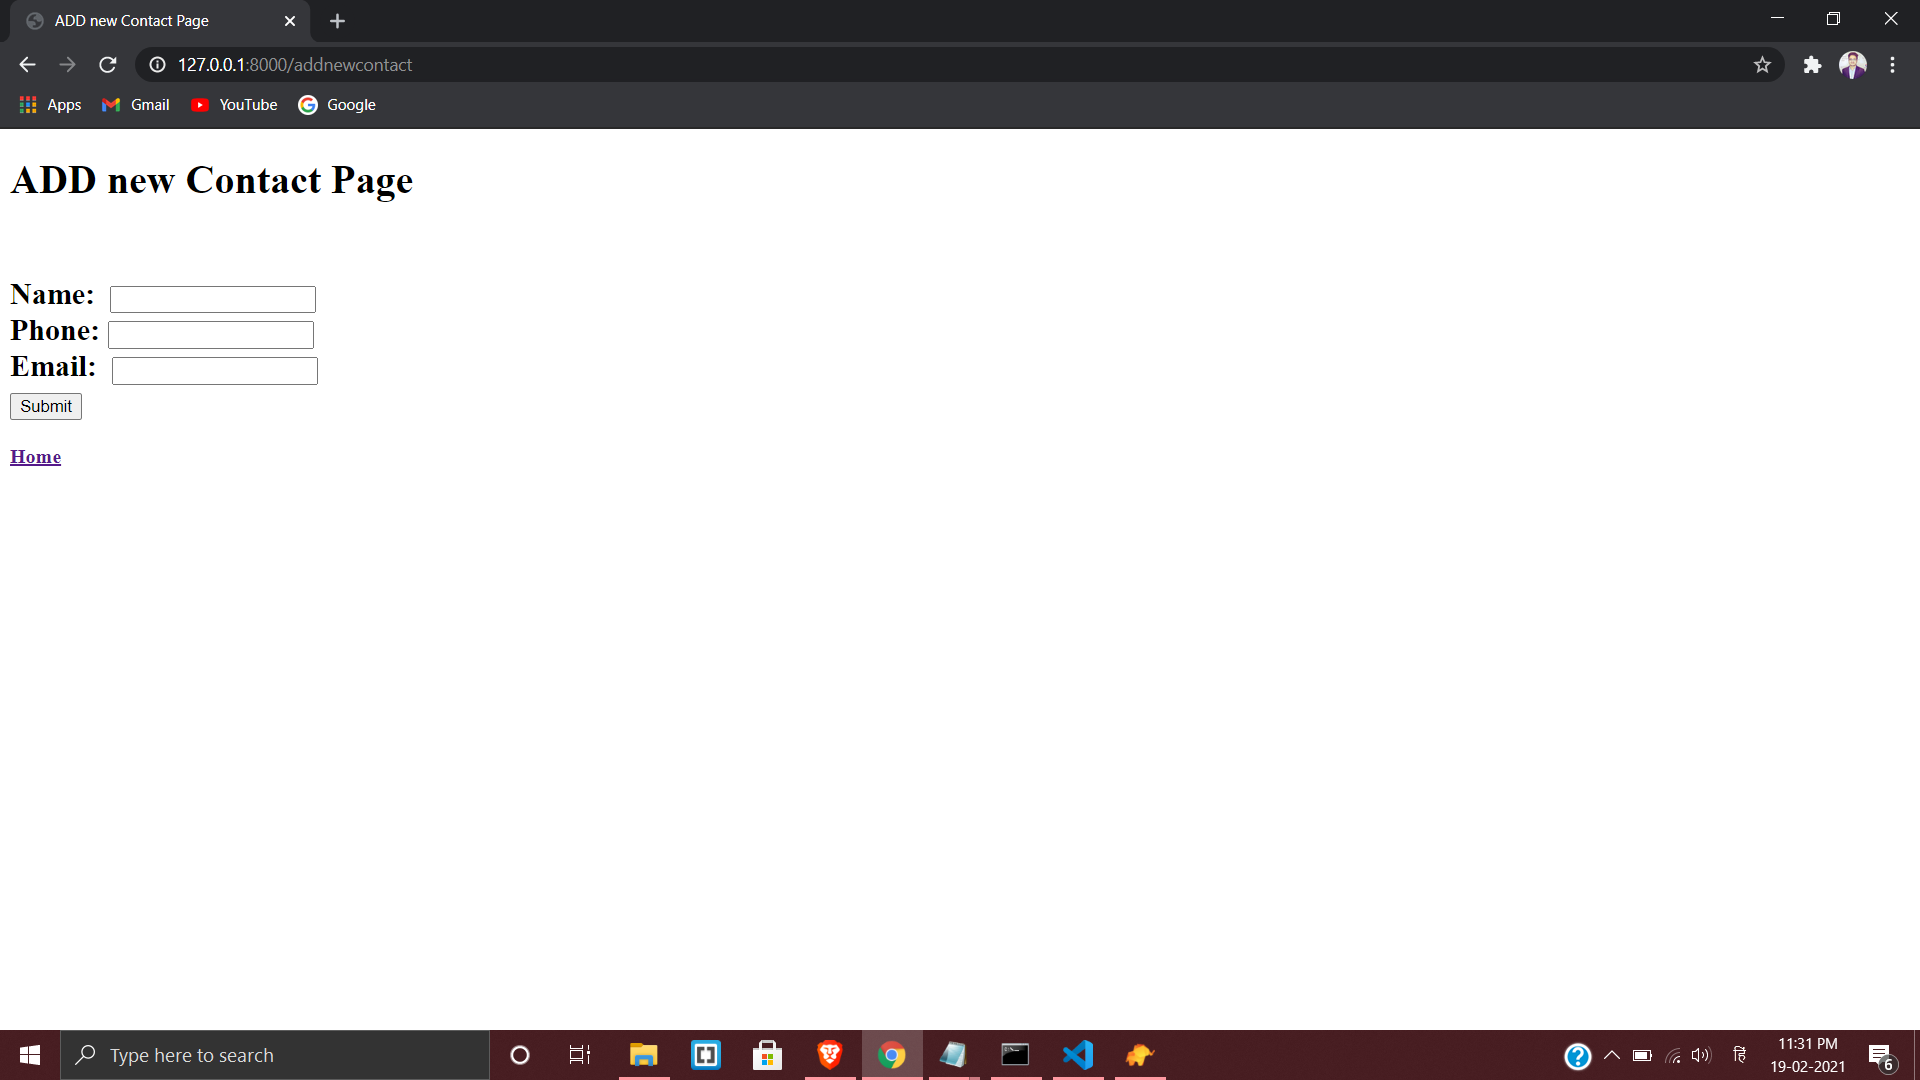 ADD new Contact Page
127.0.0.1:8000/addnewcontact
Apps Gmail YouTube Google
ADD new Contact Page
Name:
Phone:
Email:
Submit
Home
Type here to search
हि
11:31 PM
19-02-2021
6